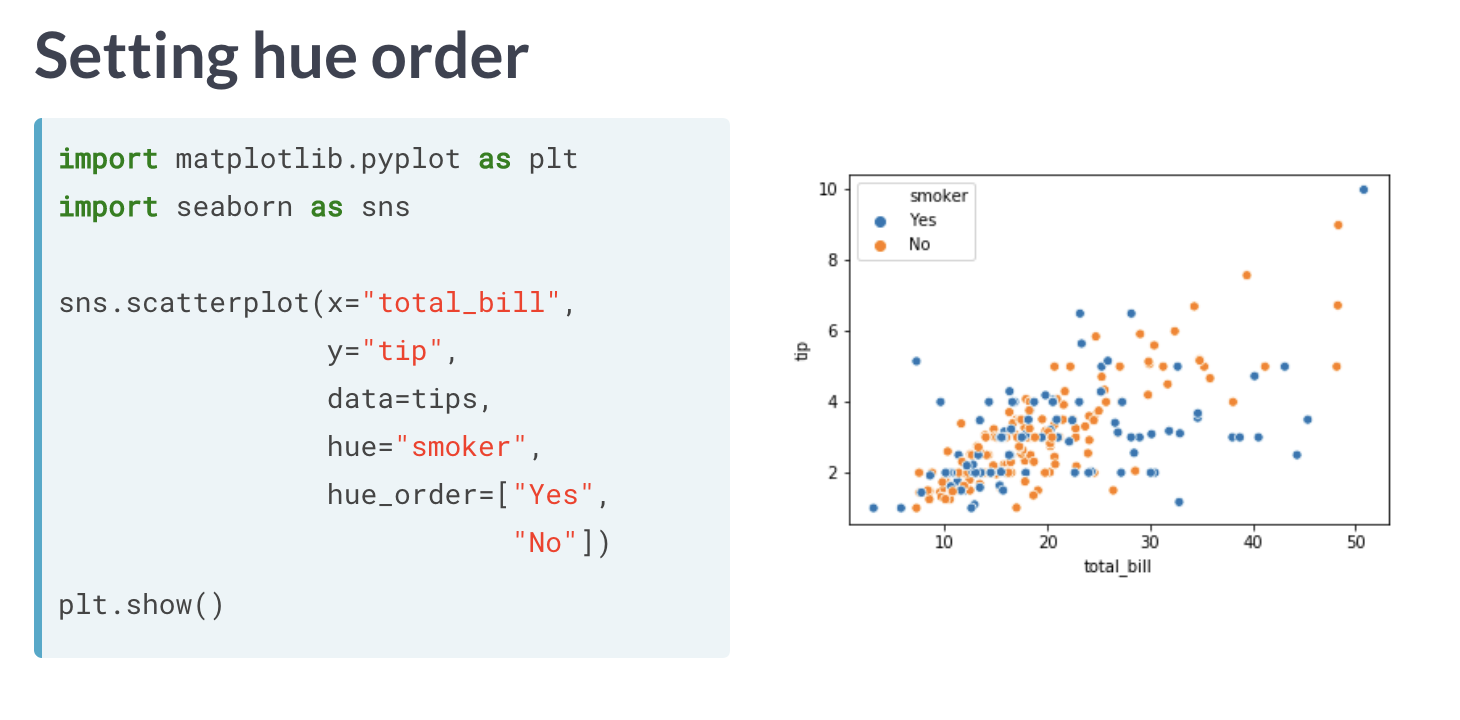 Setting hue order
import matplotlib.pyplot as plt
import seaborn as sns
sns.scatterplot(x="total_bill",
y="tip",
data=tips,
hue="smoker",
hue_order=["Yes",
"No"])
plt.show()
smoker
Yes
No
10
8
6
4
2
tip
10 20 30 40 50
total_bill